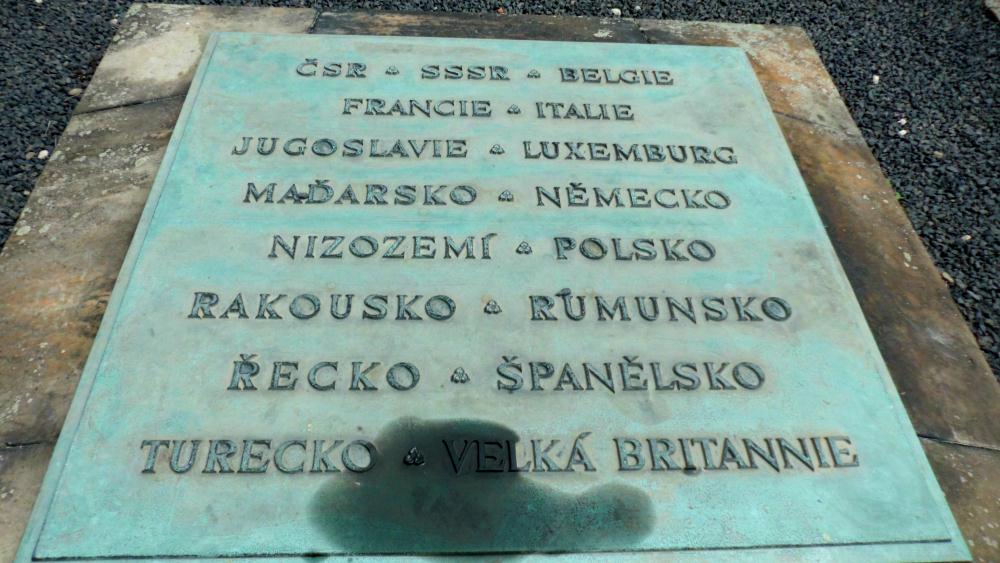 ČSR SSSR BELGIE
FRANCIE ITALIE
JUGOSLAVIE LUXEMBURG
MAĎARSKO NĚMECKO
NIZOZEMÍ POLSKO
RAKOUSKO RUMUNSKO
ŘECKO ŠPANĚLSKO
TURECKO VELKÁ BRITANNIE